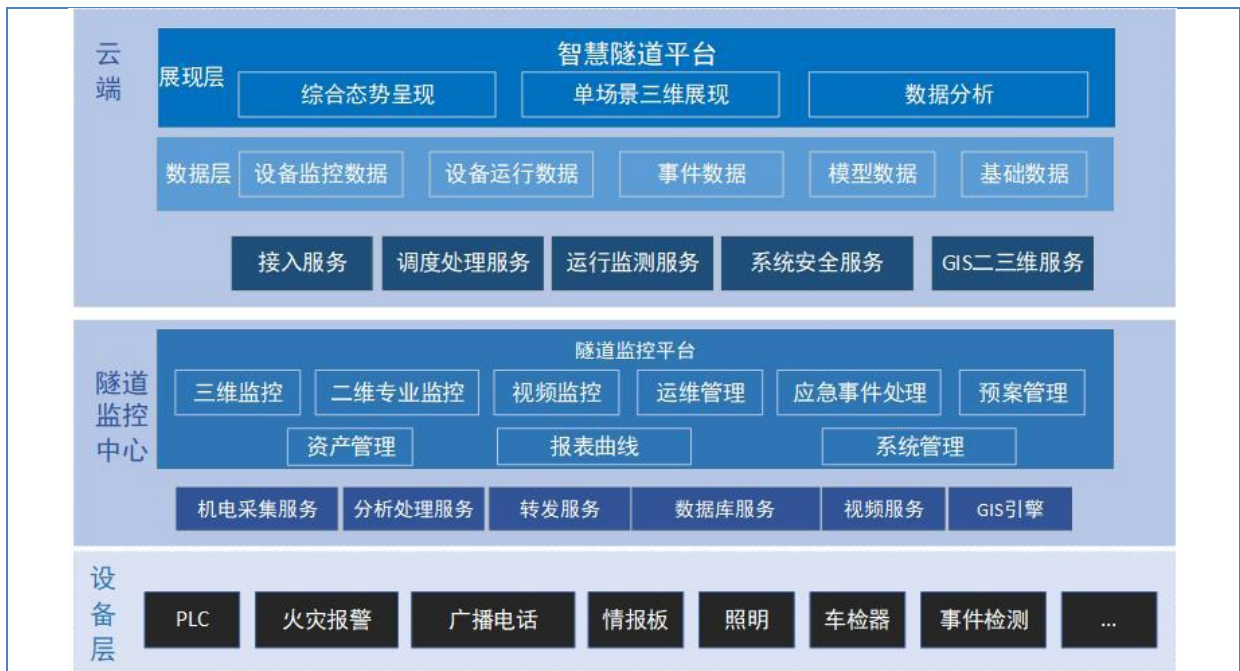 云端
智慧隧道平台
展现层
综合态势呈现 单场景三维展现 数据分析
数据层 设备监控数据 设备运行数据 事件数据 模型数据 基础数据
接入服务 调度处理服务 运行监测服务 系统安全服务 GIS二三维服务
隧道监控中心
隧道监控平台
三维监控 二维专业监控 视频监控 运维管理 应急事件处理 预案管理
资产管理 报表曲线 系统管理
机电采集服务 分析处理服务 转发服务 数据库服务 视频服务 GIS引擎
设备层
PLC 火灾报警 广播电话 情报板 照明 车检器 事件检测 ...